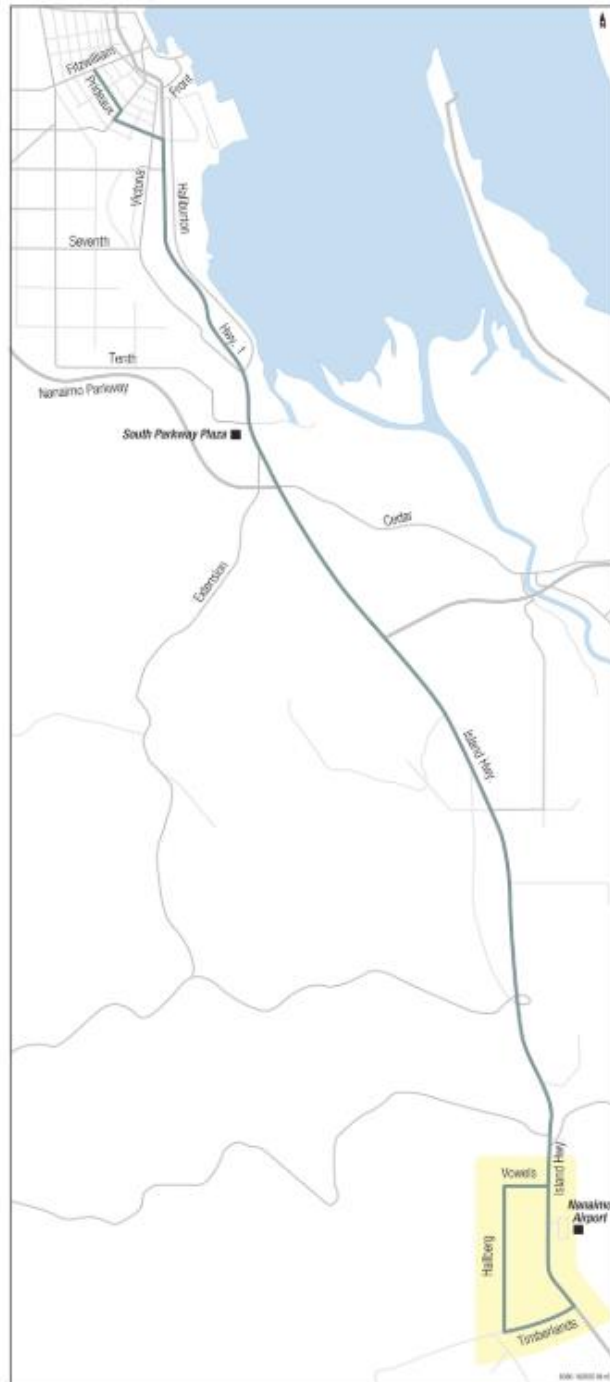 Fitzwilliam
Front
Prideaux
Victoria
Haliburton
Seventh
Hwy. 1
Tenth
Nanaimo Parkway
South Parkway Plaza
Cedar
Extension
Island Hwy.
Island Hwy
Vowels
Nanaimo
Airport
Hallberg
Timberlands